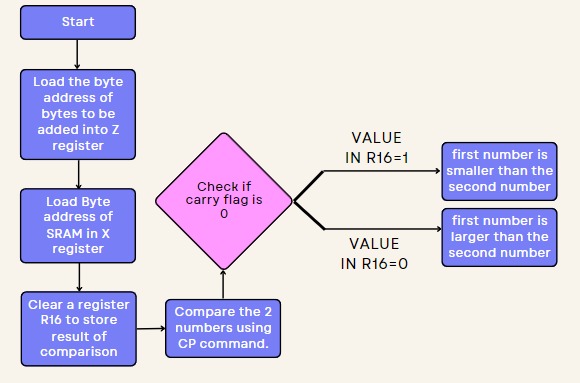 Start
Load the byte
address of
bytes to be
added into Z
register
Load Byte
address of
SRAM in X
register
Clear a register
R16 to store
result of
comparison
Compare the 2
numbers using
CP command.
Check if
carry flag is
0
VALUE
IN R16=1
first number is
smaller than the
second number
VALUE
IN R16=0
first number is
larger than the
second number